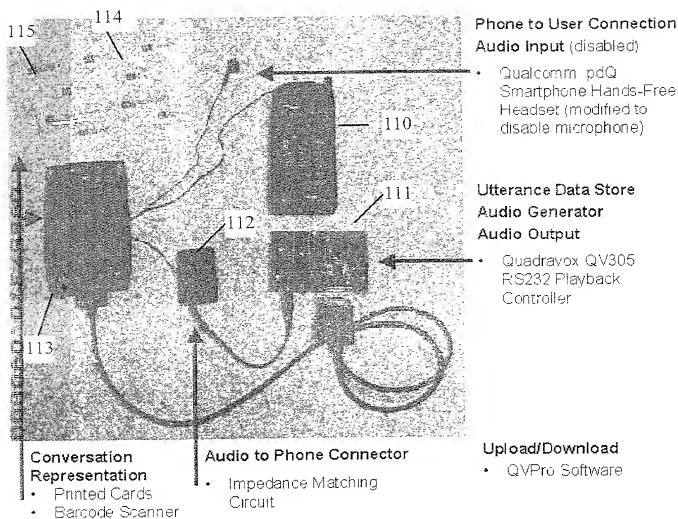 115
114
110
111
112
113
Phone to User Connection
Audio Input (disabled)
• Qualcomm pdQ
Smartphone Hands-Free
Headset (modified to
disable microphone)
Utterance Data Store
Audio Generator
Audio Output
• Quadravox QV305
RS232 Playback
Controller
Conversation
Representation
• Printed Cards
• Barcode Scanner
Audio to Phone Connector
• Impedance Matching
Circuit
Upload/Download
• QVPro Software